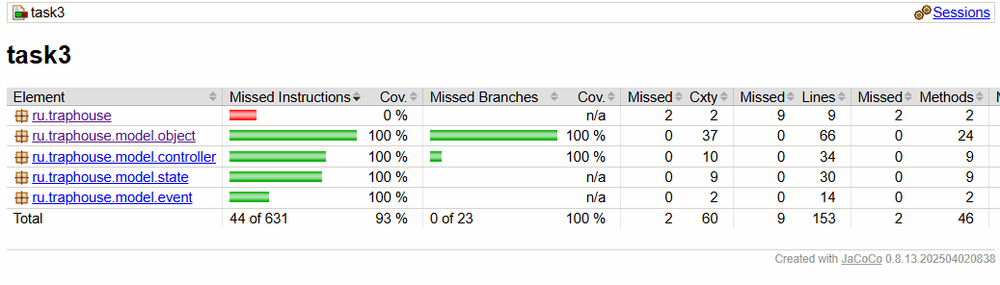 task3 Sessions
task3
Element Missed Instructions Cov. Missed Branches Cov. Missed Cxty Missed Lines Missed Methods
ru.traphouse 0 % n/a 2 2 9 9 2 2
ru.traphouse.model.object 100 % 100 % 0 37 0 66 0 24
ru.traphouse.model.controller 100 % 100 % 0 10 0 34 0 9
ru.traphouse.model.state 100 % n/a 0 9 0 30 0 9
ru.traphouse.model.event 100 % n/a 0 2 0 14 0 2
Total 44 of 631 93 % 0 of 23 100 % 2 60 9 153 2 46
Created with JaCoCo 0.8.13.202504020838